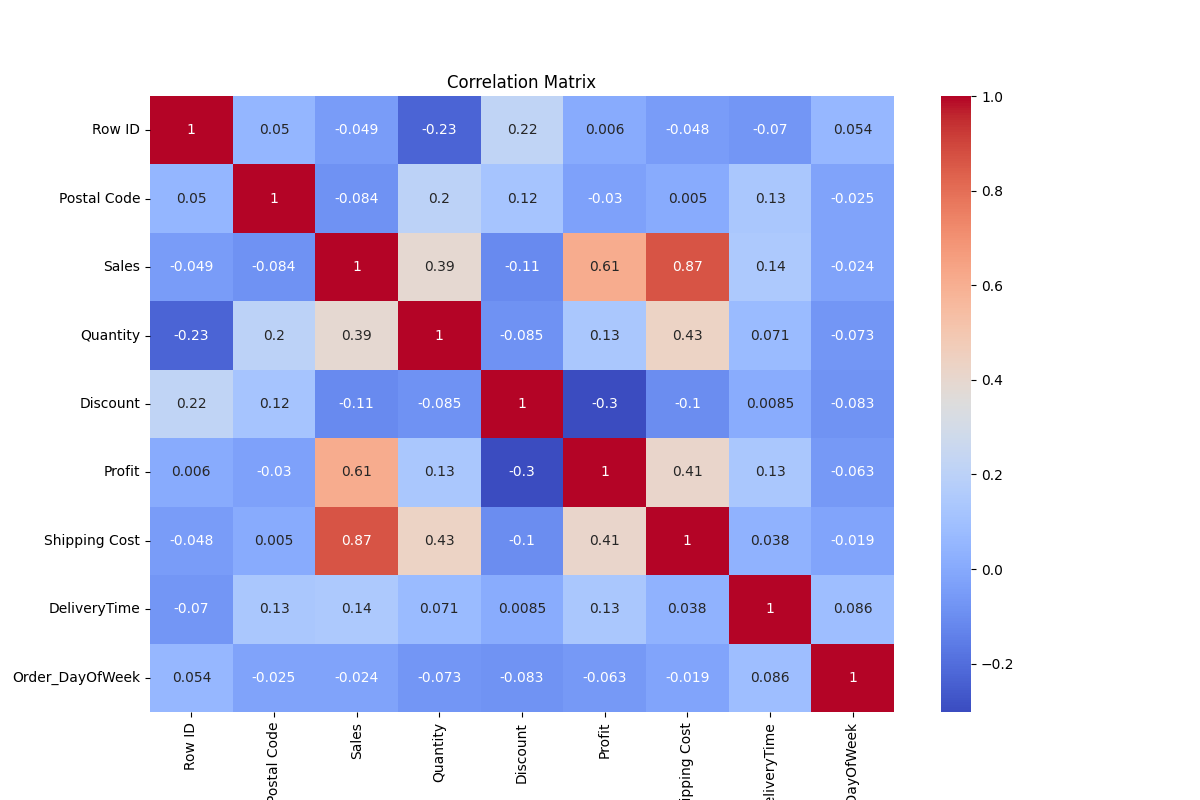 Correlation Matrix
Row ID 1 0.05 -0.049 -0.23 0.22 0.006 -0.048 -0.07 0.054
Postal Code 0.05 1 -0.084 0.2 0.12 -0.03 0.005 0.13 -0.025
Sales -0.049 -0.084 1 0.39 -0.11 0.61 0.87 0.14 -0.024
Quantity -0.23 0.2 0.39 1 -0.085 0.13 0.43 0.071 -0.073
Discount 0.22 0.12 -0.11 -0.085 1 -0.3 -0.1 0.0085 -0.083
Profit 0.006 -0.03 0.61 0.13 -0.3 1 0.41 0.13 -0.063
Shipping Cost -0.048 0.005 0.87 0.43 -0.1 0.41 1 0.038 -0.019
DeliveryTime -0.07 0.13 0.14 0.071 0.0085 0.13 0.038 1 0.086
Order_DayOfWeek 0.054 -0.025 -0.024 -0.073 -0.083 -0.063 -0.019 0.086 1
Row ID
Postal Code
Sales
Quantity
Discount
Profit
ipping Cost
eliveryTime
DayOfWeek
1.0
0.8
0.6
0.4
0.2
0.0
−0.2